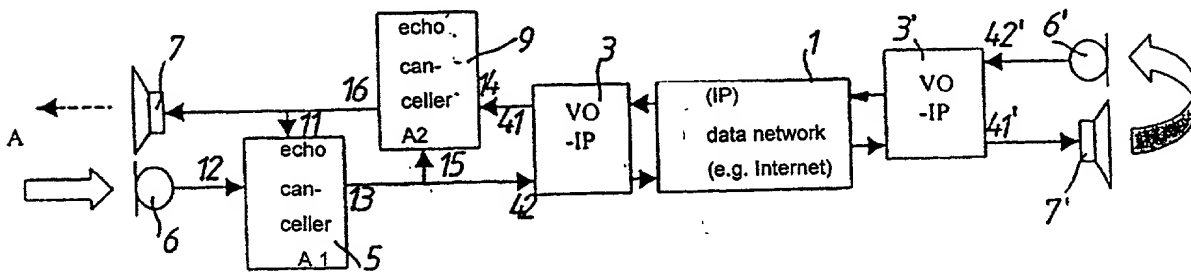 echo
can-
celler
A2
9
7
16
14
41
3
VO
-IP
1
(IP)
data network
(e.g. Internet)
3'
VO
-IP
42'
6'
41'
7'
A
11
12
6
echo
can-
celler
A 1
5
13
15
42